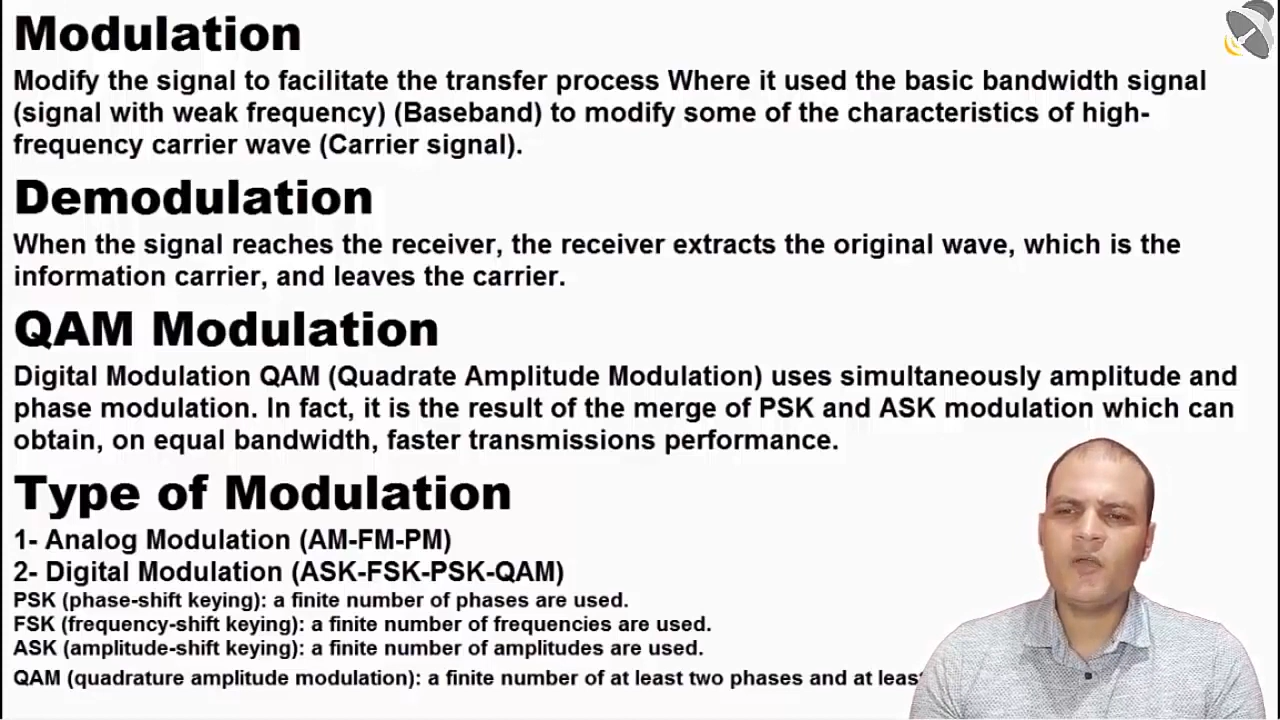 Modulation
Modify the signal to facilitate the transfer process Where it used the basic bandwidth signal
(signal with weak frequency) (Baseband) to modify some of the characteristics of high-
frequency carrier wave (Carrier signal).
Demodulation
When the signal reaches the receiver, the receiver extracts the original wave, which is the
information carrier, and leaves the carrier.
QAM Modulation
Digital Modulation QAM (Quadrate Amplitude Modulation) uses simultaneously amplitude and
phase modulation. In fact, it is the result of the merge of PSK and ASK modulation which can
obtain, on equal bandwidth, faster transmissions performance.
Type of Modulation
1- Analog Modulation (AM-FM-PM)
2- Digital Modulation (ASK-FSK-PSK-QAM)
PSK (phase-shift keying): a finite number of phases are used.
FSK (frequency-shift keying): a finite number of frequencies are used.
ASK (amplitude-shift keying): a finite number of amplitudes are used.
QAM (quadrature amplitude modulation): a finite number of at least two phases and at